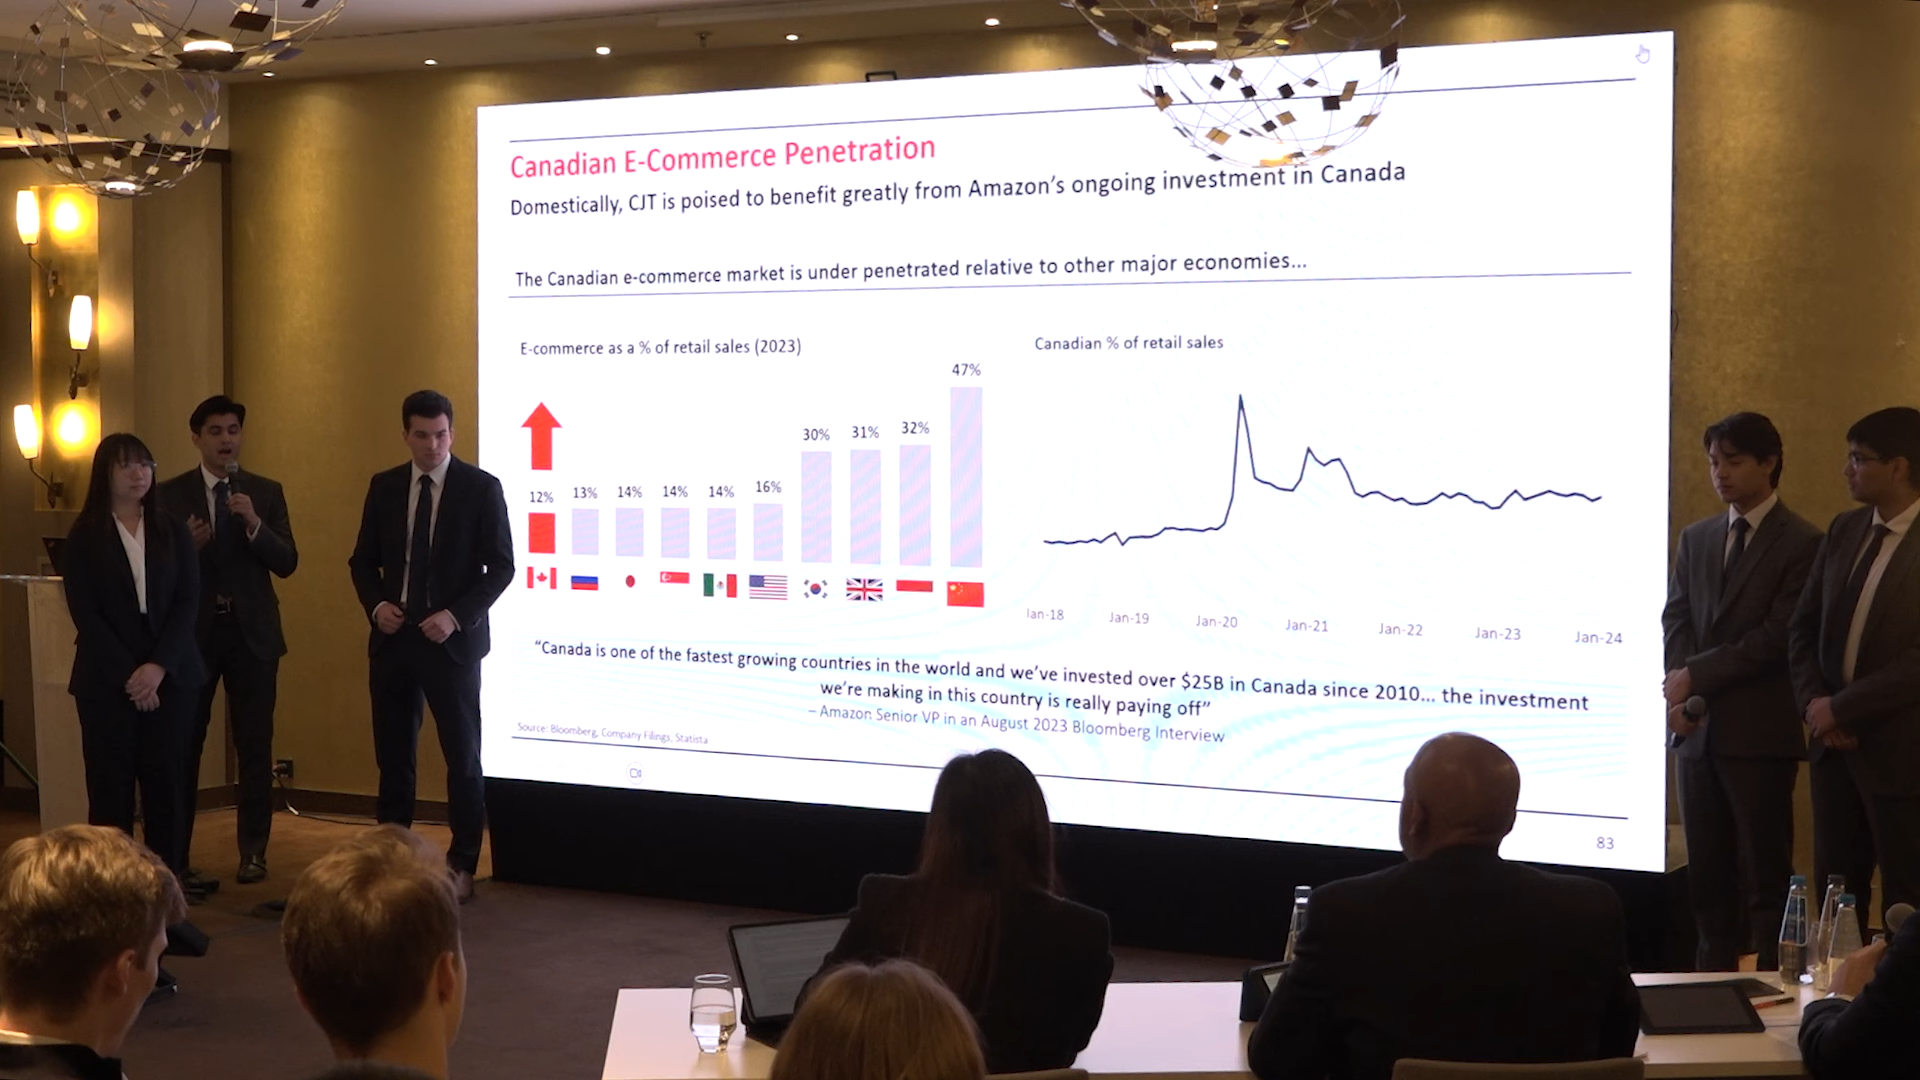 Canadian E-Commerce Penetration
Domestically, CJT is poised to benefit greatly from Amazon's ongoing investment in Canada
The Canadian e-commerce market is under penetrated relative to other major economies...
E-commerce as a % of retail sales (2023)
12% 13% 14% 14% 14% 16% 30% 31% 32% 47%
Canadian % of retail sales
Jan-18 Jan-19 Jan-20 Jan-21 Jan-22 Jan-23 Jan-24
“Canada is one of the fastest growing countries in the world and we've invested over $25B in Canada since 2010... the investment
we're making in this country is really paying off”
– Amazon Senior VP in an August 2023 Bloomberg Interview
Source: Bloomberg, Company Filings, Statista
83